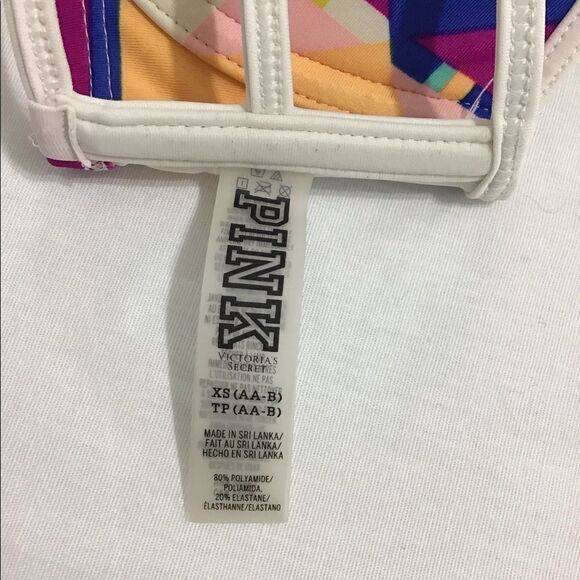 PINK
VICTORIA'S
SECRET
XS (AA-B)
TP (AA-B)
MADE IN SRI LANKA/
FAIT AU SRI LANKA/
HECHO EN SRI LANKA
80% POLYAMIDE/
POLIAMIDA,
20% ELASTANE/
ÉLASTHANNE/ELASTANO